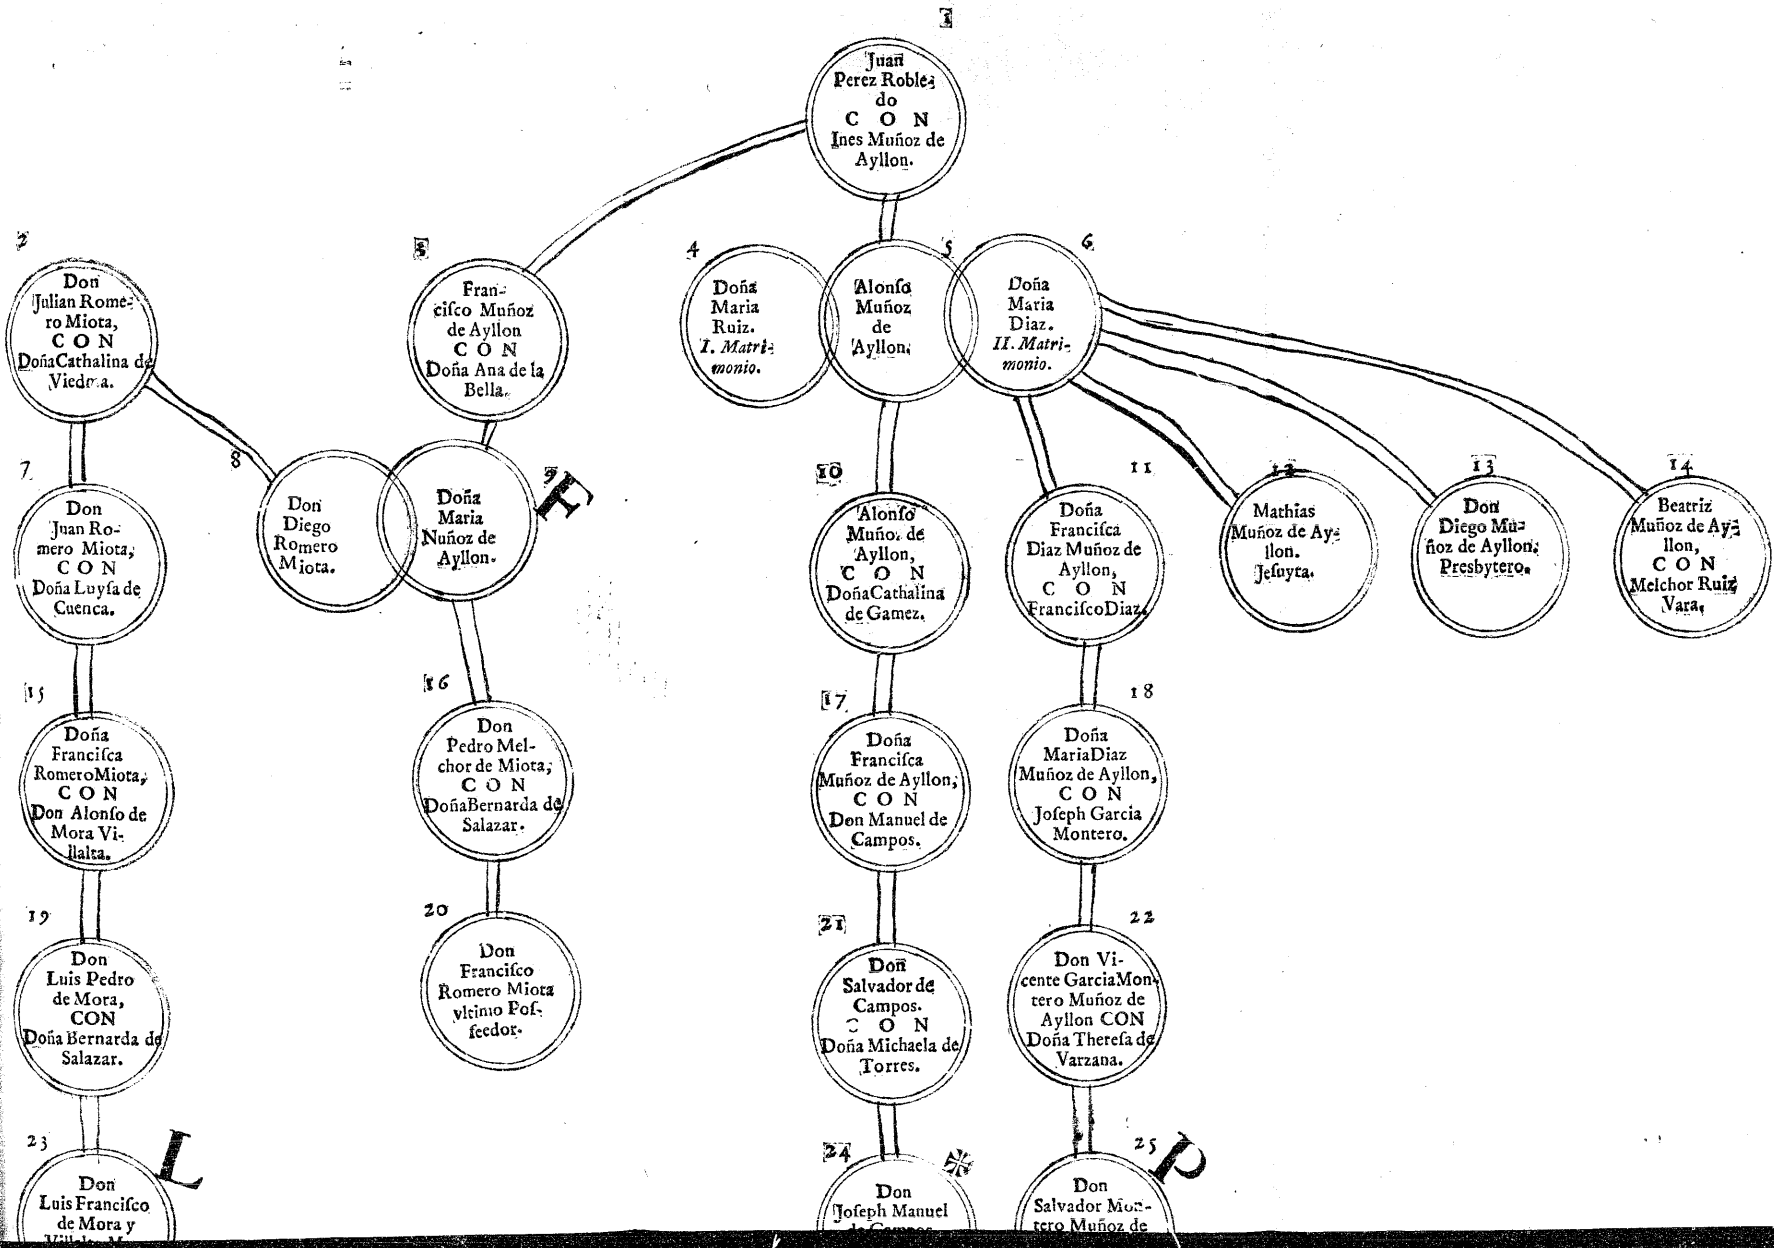 1
Juan
Perez Roble-
do
C O N
Ines Muñoz de
Ayllon.
2
Don
Julian Rome-
ro Miota,
C O N
Doña Cathalina de
Viedma.
3
Fran-
ciſco Muñoz
de Ayllon
C O N
Doña Ana de la
Bella.
4
Doña
Maria
Ruiz.
I. Matri-
monio.
5
Alonſo
Muñoz
de
Ayllon.
6
Doña
Maria
Diaz.
II. Matri-
monio.
7
Don
Juan Ro-
mero Miota,
C O N
Doña Luyſa de
Cuenca.
8
Don
Diego
Romero
Miota.
9
F
Doña
Maria
Nuñoz de
Ayllon.
10
Alonſo
Muñoz de
Ayllon,
C O N
Doña Cathalina
de Gamez.
11
Doña
Franciſca
Diaz Muñoz de
Ayllon,
C O N
Franciſco Diaz.
12
Mathias
Muñoz de Ay-
llon.
Jeſuyta.
13
Don
Diego Mu-
ñoz de Ayllon,
Presbytero.
14
Beatriz
Muñoz de Ay-
llon,
C O N
Melchor Ruiz
Vara.
15
Doña
Franciſca
Romero Miota,
C O N
Don Alonſo de
Mora Vi-
llalta.
16
Don
Pedro Mel-
chor de Miota,
C O N
Doña Bernarda de
Salazar.
17
Doña
Franciſca
Muñoz de Ayllon,
C O N
Don Manuel de
Campos.
18
Doña
Maria Diaz
Muñoz de Ayllon,
C O N
Joſeph Garcia
Montero.
19
Don
Luis Pedro
de Mora,
CON
Doña Bernarda de
Salazar.
20
Don
Franciſco
Romero Miota
vltimo Poſ-
ſeedor.
21
Don
Salvador de
Campos.
C O N
Doña Michaela de
Torres.
22
Don Vi-
cente Garcia Mon-
tero Muñoz de
Ayllon CON
Doña Thereſa de
Varzana.
23
L
Don
Luis Franciſco
de Mora y
24
✠
Don
Joſeph Manuel
de Campos
25
P
Don
Salvador Mon-
tero Muñoz de